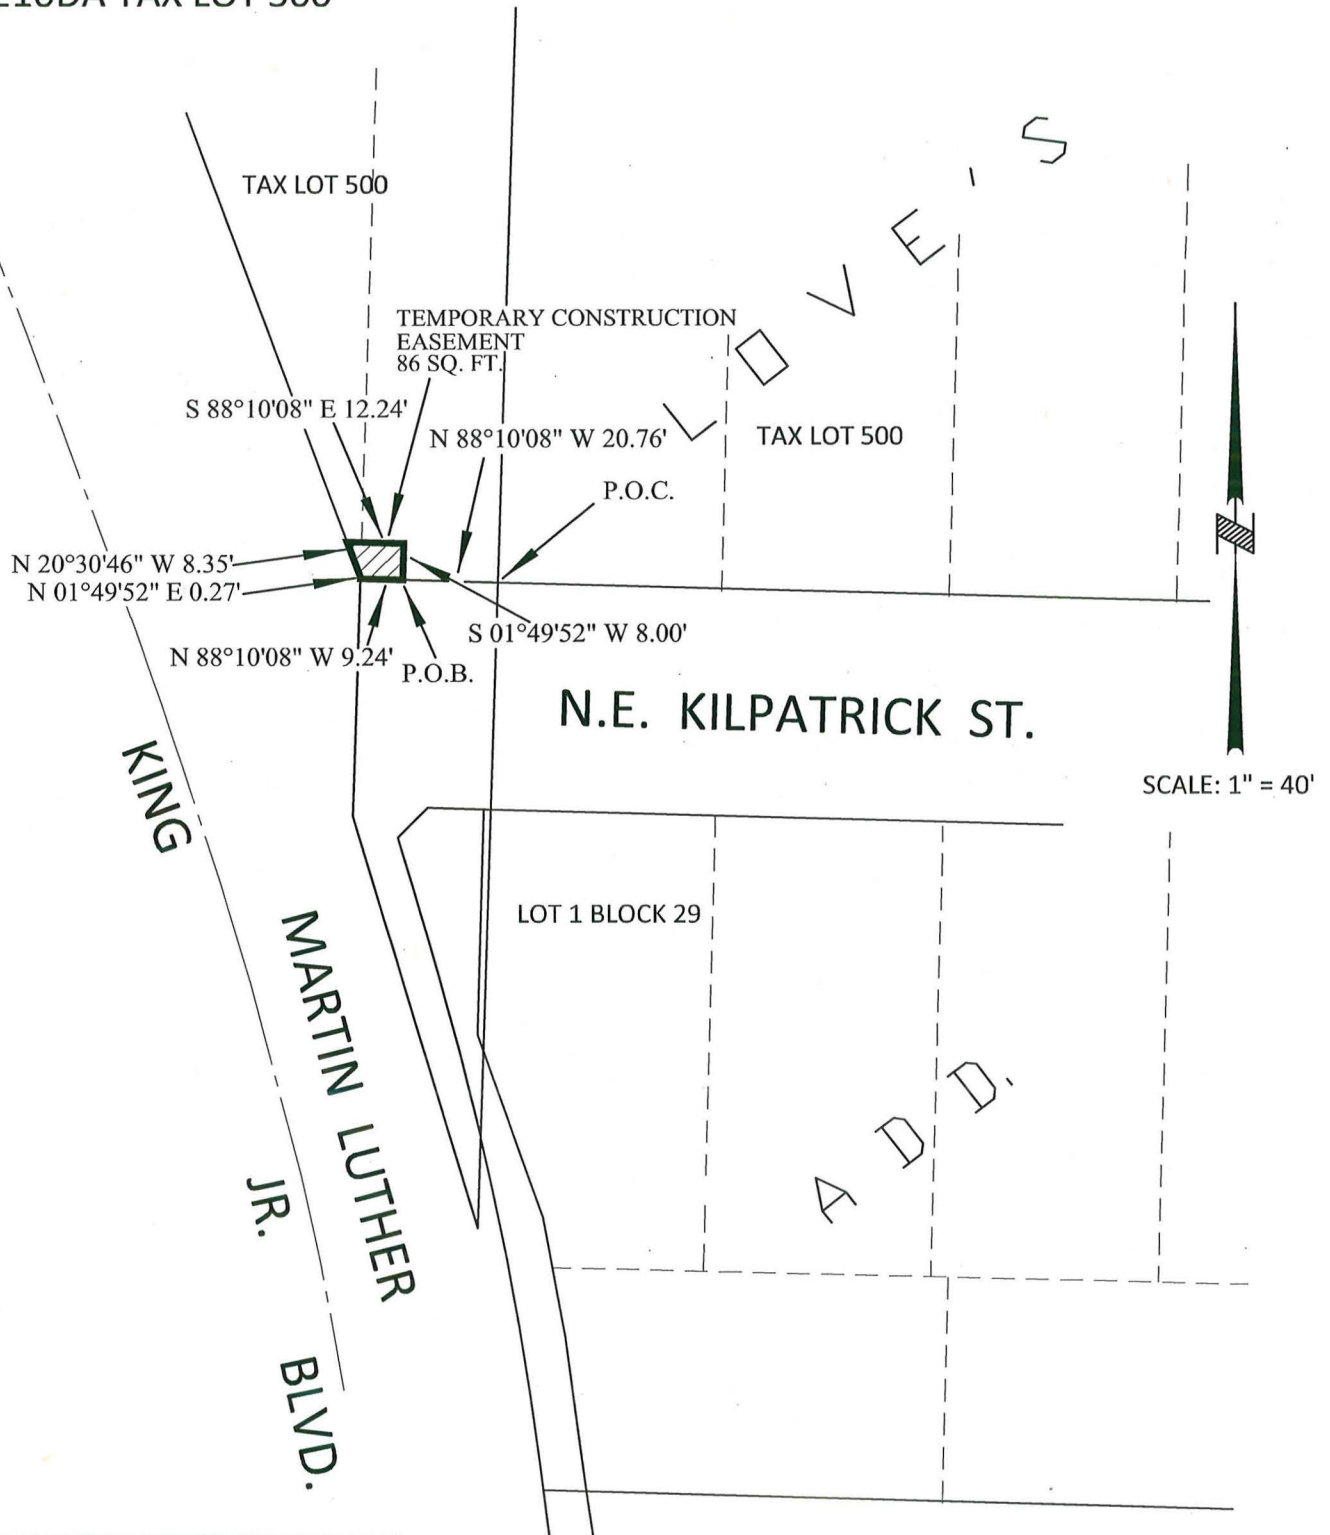 TAX LOT 500
LOVE'S
TEMPORARY CONSTRUCTION
EASEMENT
86 SQ. FT.
S 88°10'08" E 12.24'
N 88°10'08" W 20.76'
TAX LOT 500
P.O.C.
N 20°30'46" W 8.35'
N 01°49'52" E 0.27'
S 01°49'52" W 8.00'
N 88°10'08" W 9.24'
P.O.B.
N.E. KILPATRICK ST.
SCALE: 1" = 40'
KING
MARTIN LUTHER
JR.
BLVD.
LOT 1 BLOCK 29
ADD.